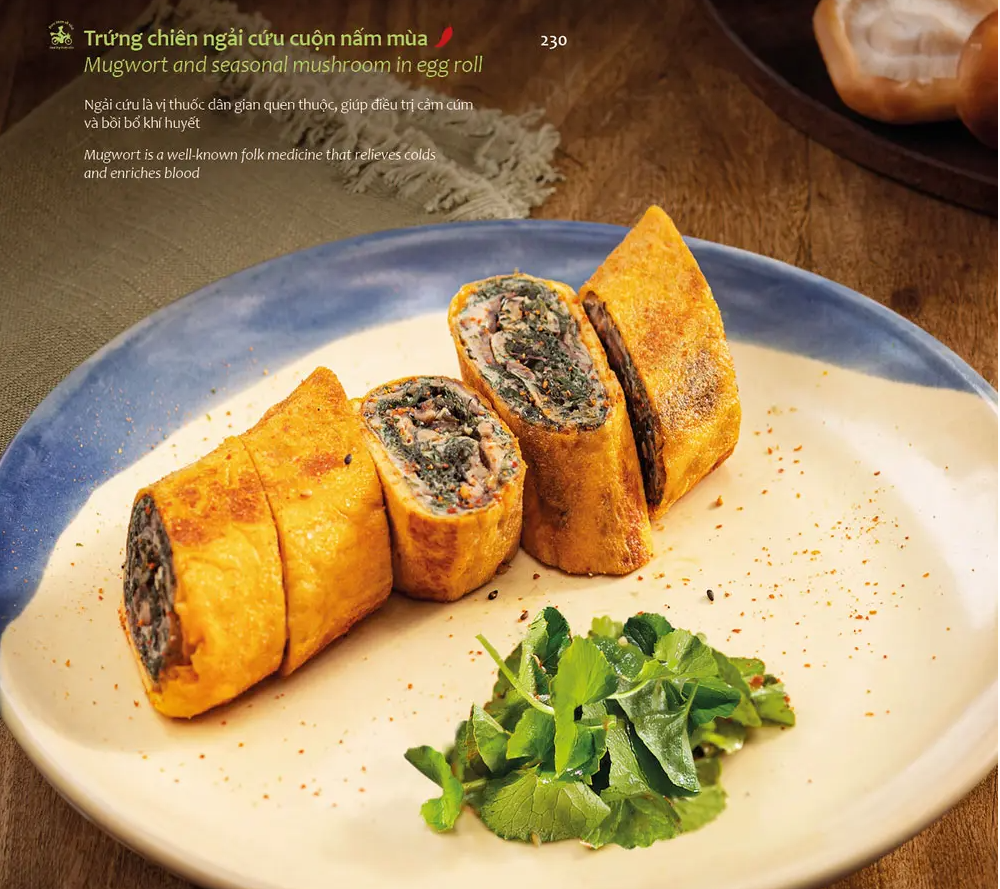 Trứng chiên ngải cứu cuộn nấm mùa
230
Mugwort and seasonal mushroom in egg roll
Ngải cứu là vị thuốc dân gian quen thuộc, giúp điều trị cảm cúm
và bồi bổ khí huyết
Mugwort is a well-known folk medicine that relieves colds
and enriches blood